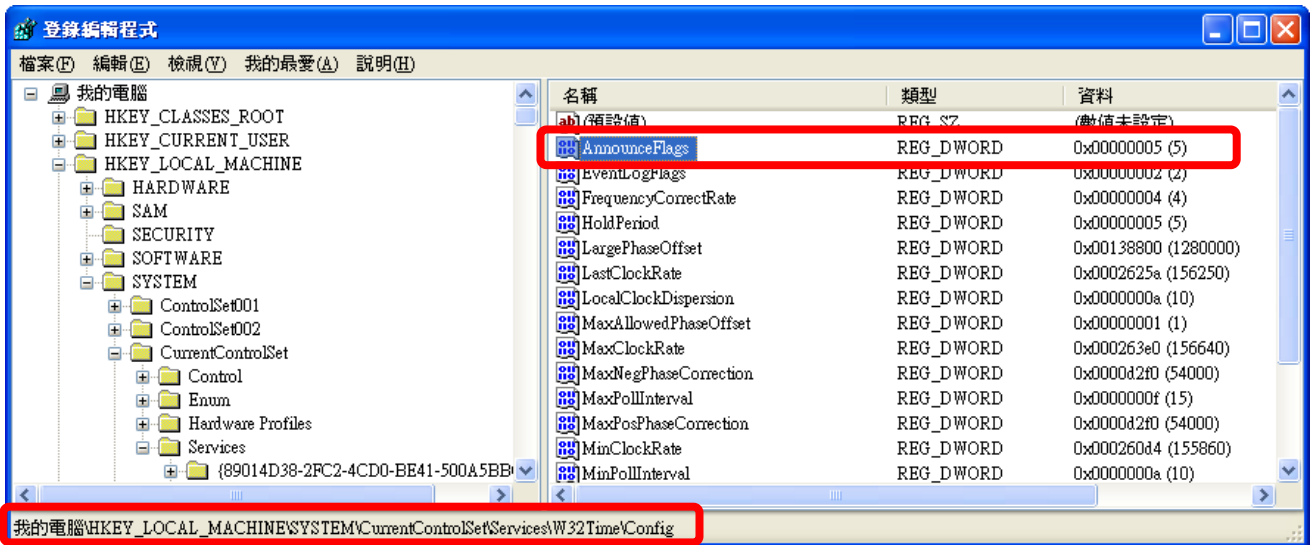 登錄編輯程式
檔案(F) 編輯(E) 檢視(V) 我的最愛(A) 說明(H)
我的電腦
HKEY_CLASSES_ROOT
HKEY_CURRENT_USER
HKEY_LOCAL_MACHINE
HARDWARE
SAM
SECURITY
SOFTWARE
SYSTEM
ControlSet001
ControlSet002
CurrentControlSet
Control
Enum
Hardware Profiles
Services
{89014D38-2FC2-4CD0-BE41-500A5BB
名稱 類型 資料
(預設值) REG_SZ (數值未設定)
AnnounceFlags REG_DWORD 0x00000005 (5)
EventLogFlags REG_DWORD 0x00000002 (2)
FrequencyCorrectRate REG_DWORD 0x00000004 (4)
HoldPeriod REG_DWORD 0x00000005 (5)
LargePhaseOffset REG_DWORD 0x00138800 (1280000)
LastClockRate REG_DWORD 0x0002625a (156250)
LocalClockDispersion REG_DWORD 0x0000000a (10)
MaxAllowedPhaseOffset REG_DWORD 0x00000001 (1)
MaxClockRate REG_DWORD 0x000263e0 (156640)
MaxNegPhaseCorrection REG_DWORD 0x0000d2f0 (54000)
MaxPollInterval REG_DWORD 0x0000000f (15)
MaxPosPhaseCorrection REG_DWORD 0x0000d2f0 (54000)
MinClockRate REG_DWORD 0x000260d4 (155860)
MinPollInterval REG_DWORD 0x0000000a (10)
我的電腦\HKEY_LOCAL_MACHINE\SYSTEM\CurrentControlSet\Services\W32Time\Config